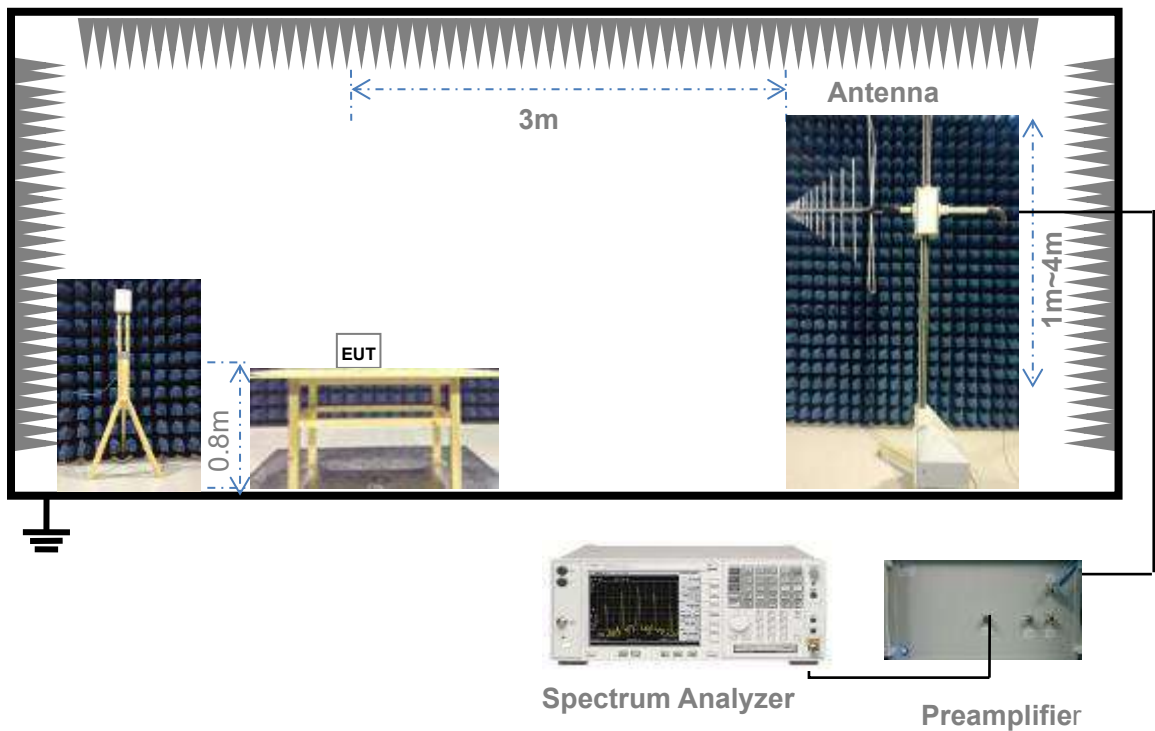 Antenna
3m
1m~4m
EUT
0.8m
Spectrum Analyzer
Preamplifier